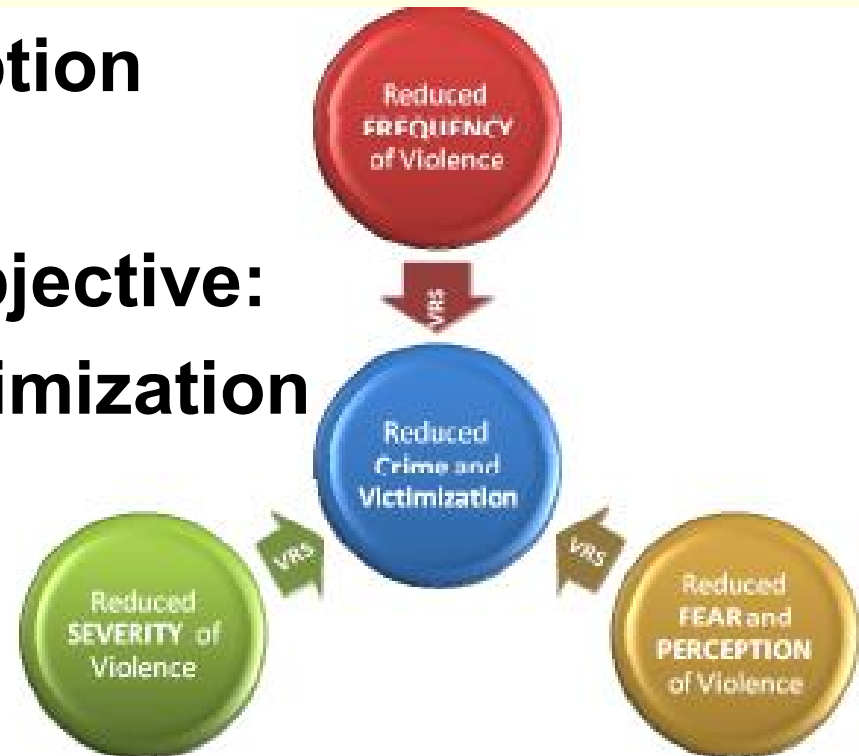 ption
bjective:
timization
Reduced
FREQUENCY
of Violence
VRS
Reduced
Crime and
Victimization
VRS
VRS
Reduced
SEVERITY of
Violence
Reduced
FEAR and
PERCEPTION
of Violence